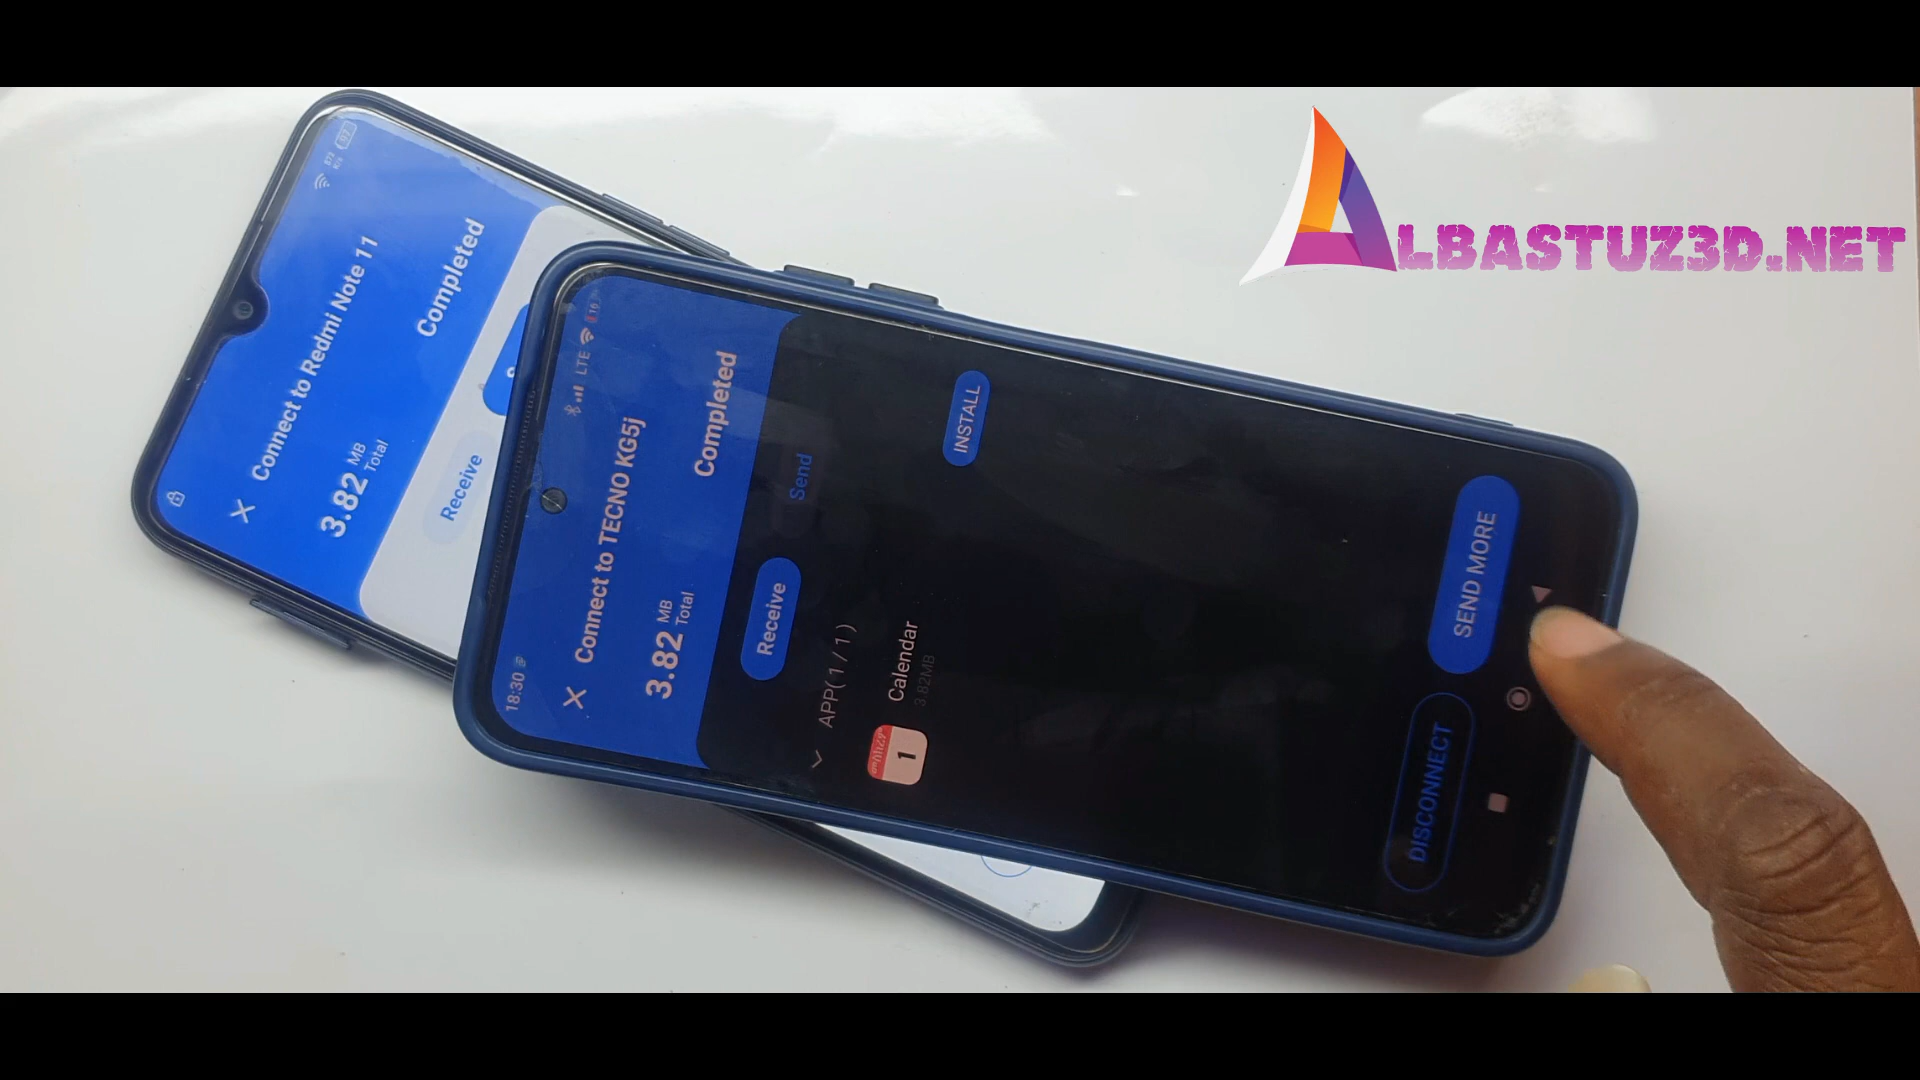 ALBASTUZ3D.NET
Connect to Redmi Note 11
3.82 MB
Total
Completed
Receive
18:30
LTE
Connect to TECNO KG5j
3.82 MB
Total
Completed
Receive
Send
APP( 1 / 1 )
Calendar
3.82MB
INSTALL
1
DISCONNECT
SEND MORE